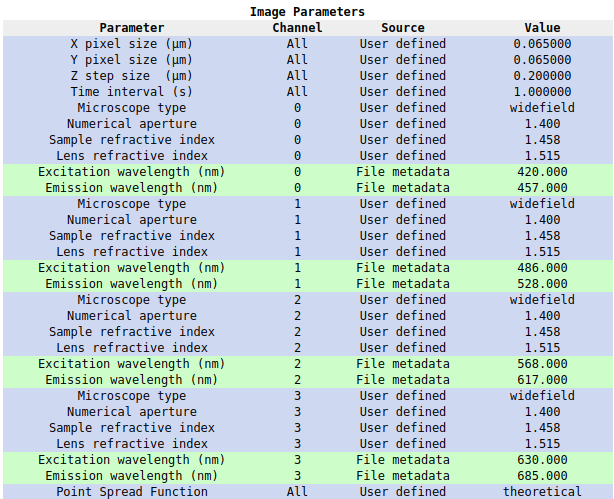 Image Parameters
Parameter Channel Source Value
X pixel size (μm) All User defined 0.065000
Y pixel size (μm) All User defined 0.065000
Z step size (μm) All User defined 0.200000
Time interval (s) All User defined 1.000000
Microscope type 0 User defined widefield
Numerical aperture 0 User defined 1.400
Sample refractive index 0 User defined 1.458
Lens refractive index 0 User defined 1.515
Excitation wavelength (nm) 0 File metadata 420.000
Emission wavelength (nm) 0 File metadata 457.000
Microscope type 1 User defined widefield
Numerical aperture 1 User defined 1.400
Sample refractive index 1 User defined 1.458
Lens refractive index 1 User defined 1.515
Excitation wavelength (nm) 1 File metadata 486.000
Emission wavelength (nm) 1 File metadata 528.000
Microscope type 2 User defined widefield
Numerical aperture 2 User defined 1.400
Sample refractive index 2 User defined 1.458
Lens refractive index 2 User defined 1.515
Excitation wavelength (nm) 2 File metadata 568.000
Emission wavelength (nm) 2 File metadata 617.000
Microscope type 3 User defined widefield
Numerical aperture 3 User defined 1.400
Sample refractive index 3 User defined 1.458
Lens refractive index 3 User defined 1.515
Excitation wavelength (nm) 3 File metadata 630.000
Emission wavelength (nm) 3 File metadata 685.000
Point Spread Function All User defined theoretical